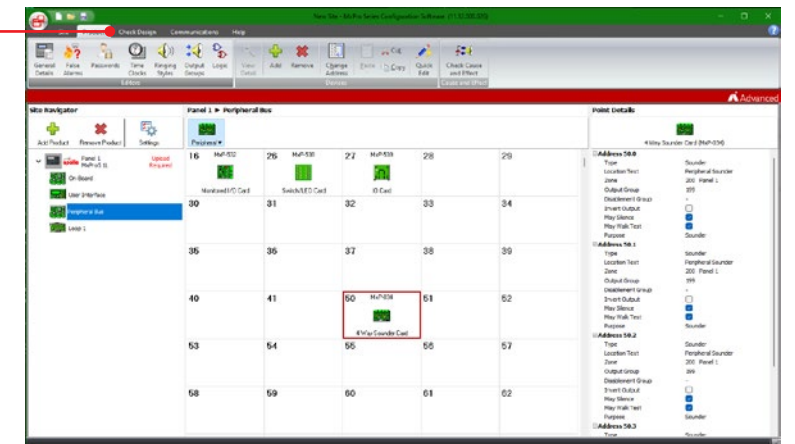 New Site - MxPro Series Configuration Software
Check Design Communications Help
General Details
False Alarms
Passwords
Time Clocks
Ringing Styles
Output Groups
Logic
View Detail
Add
Remove
Change Address
Paste
Cut
Copy
Quick Edit
Check Cause and Effect
Editors
Devices
Cause and Effect
Advanced
Site Navigator
Add Product
Remove Product
Settings
Panel 1
Upload Required
On-Board
User Interface
Peripheral Bus
Loop 1
Panel 1 ▶ Peripheral Bus
Peripheral
16 MxP-532
Monitored I/O Card
26 MxP-536
Switch/LED Card
27 MxP-538
IO Card
28
29
30
31
32
33
34
35
36
37
38
39
40
41
50 MxP-034
4 Way Sounder Card
51
52
53
54
55
56
57
58
59
60
61
62
Point Details
4 Way Sounder Card (MxP-034)
Address 50.0
Type Sounder
Location Text Peripheral Sounder
Zone 200 Panel 1
Output Group 199
Disablement Group -
Invert Output
May Silence
May Walk Test
Purpose Sounder
Address 50.1
Type Sounder
Location Text Peripheral Sounder
Zone 200 Panel 1
Output Group 199
Disablement Group -
Invert Output
May Silence
May Walk Test
Purpose Sounder
Address 50.2
Type Sounder
Location Text Peripheral Sounder
Zone 200 Panel 1
Output Group 199
Disablement Group -
Invert Output
May Silence
May Walk Test
Purpose Sounder
Address 50.3
Type Sounder